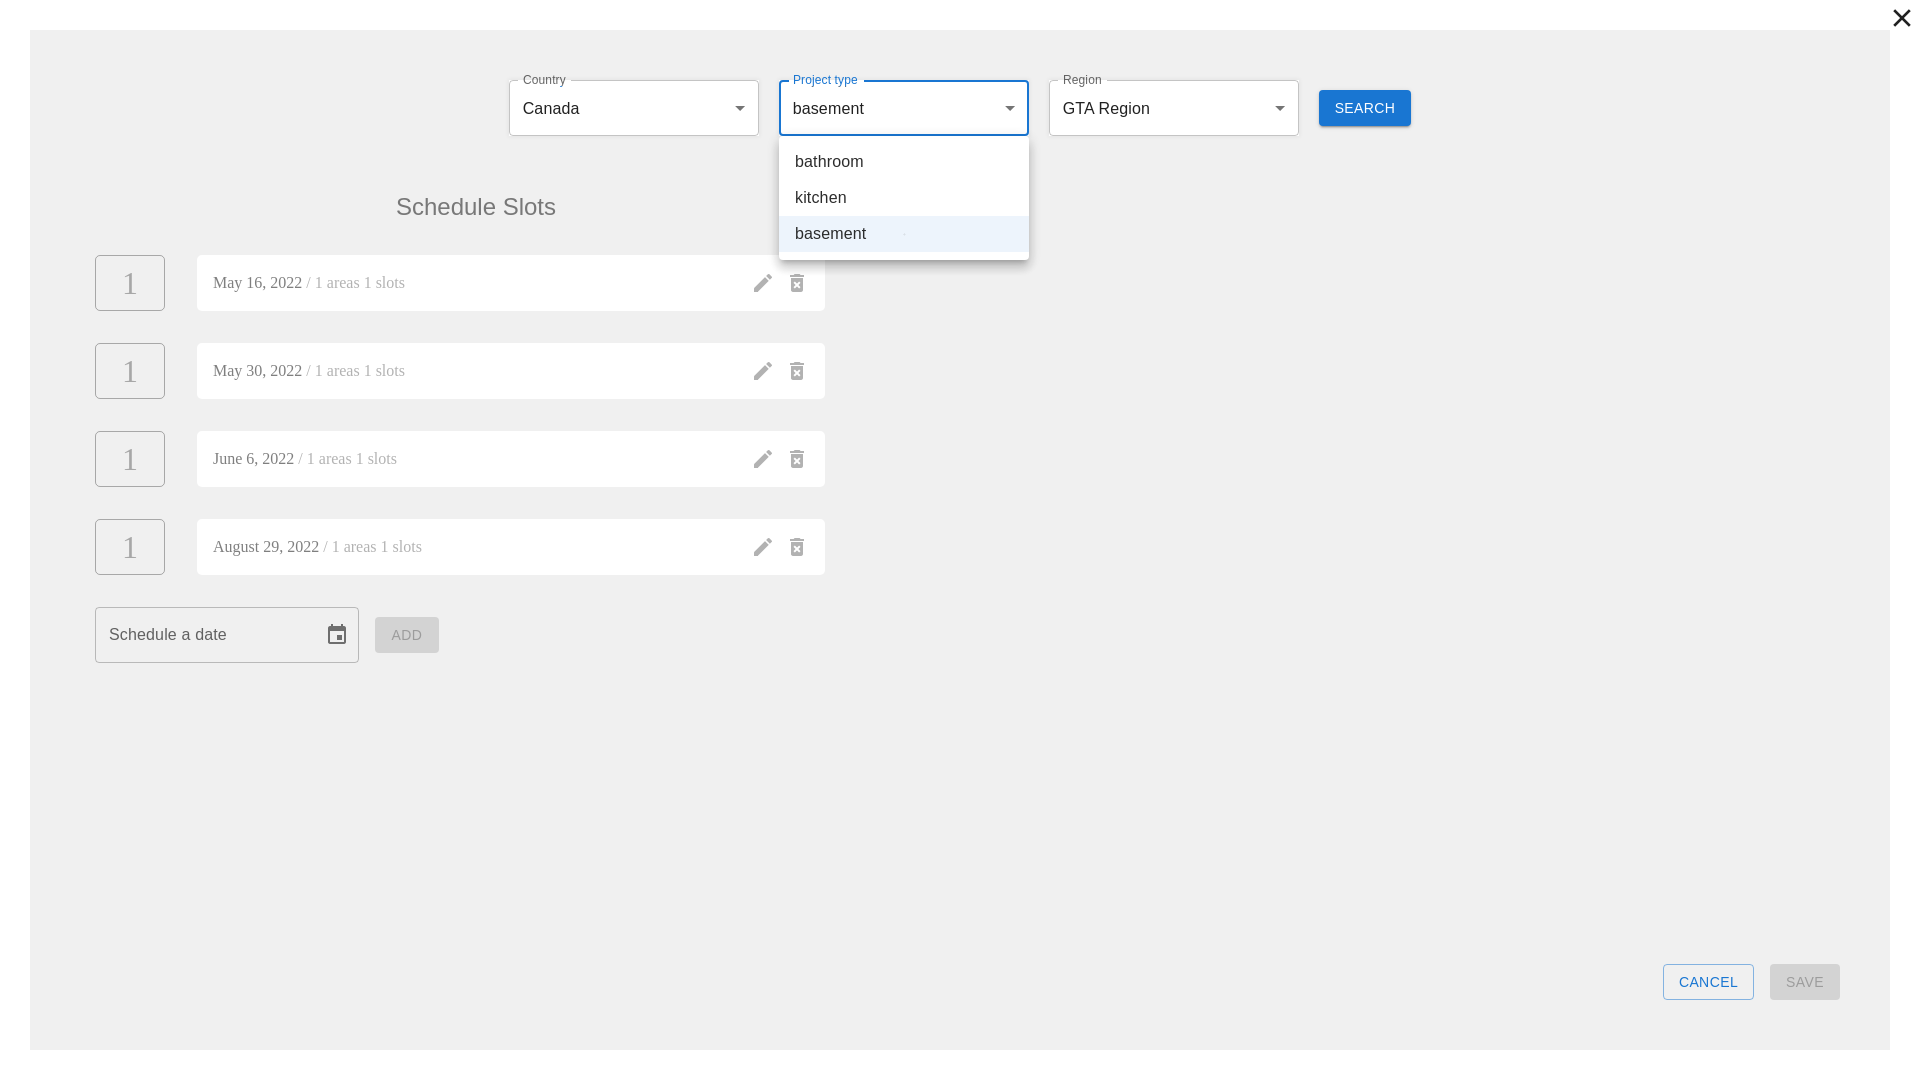 Country
Canada
Project type
basement
Region
GTA Region
SEARCH
bathroom
kitchen
basement
Schedule Slots
1
May 16, 2022 / 1 areas 1 slots
1
May 30, 2022 / 1 areas 1 slots
1
June 6, 2022 / 1 areas 1 slots
1
August 29, 2022 / 1 areas 1 slots
Schedule a date
ADD
CANCEL
SAVE